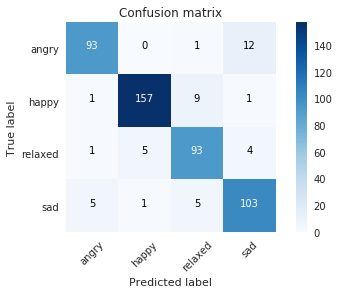 Confusion matrix
True label
angry 93 0 1 12
happy 1 157 9 1
relaxed 1 5 93 4
sad 5 1 5 103
angry happy relaxed sad
Predicted label
140
120
100
80
60
40
20
0